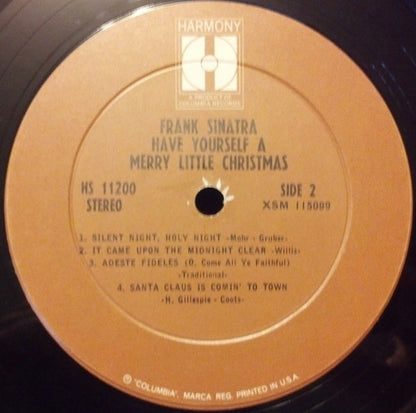 HARMONY
A PRODUCT OF
COLUMBIA RECORDS
FRANK SINATRA
HAVE YOURSELF A
MERRY LITTLE CHRISTMAS
HS 11200 SIDE 2
STEREO XSM 115009
1. SILENT NIGHT, HOLY NIGHT -Mohr - Gruber-
2. IT CAME UPON THE MIDNIGHT CLEAR -Willis-
3. ADESTE FIDELES (O, Come All Ye Faithful)
-Traditional-
4. SANTA CLAUS IS COMIN' TO TOWN
-H. Gillespie - Coots-
Ⓟ "COLUMBIA", MARCA REG. PRINTED IN U.S.A.